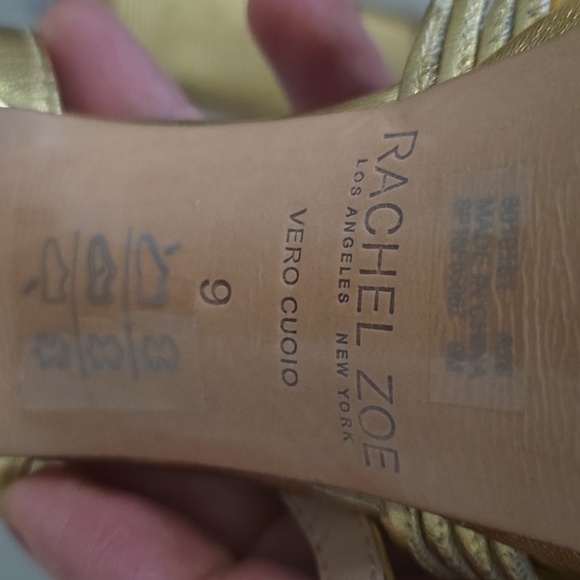 RACHEL ZOE
LOS ANGELES NEW YORK
VERO CUOIO
9
MADE IN CHINA